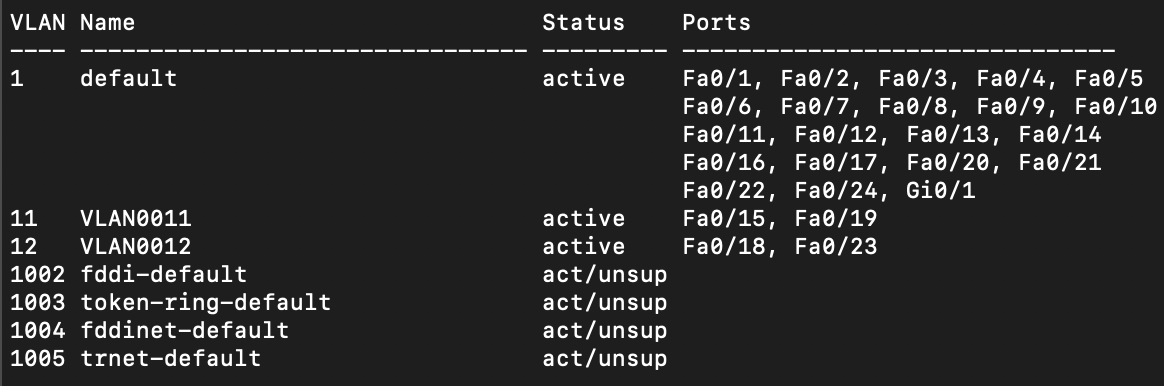 VLAN Name                             Status    Ports
---- -------------------------------- --------- -------------------------------
1    default                          active    Fa0/1, Fa0/2, Fa0/3, Fa0/4, Fa0/5
                                                Fa0/6, Fa0/7, Fa0/8, Fa0/9, Fa0/10
                                                Fa0/11, Fa0/12, Fa0/13, Fa0/14
                                                Fa0/16, Fa0/17, Fa0/20, Fa0/21
                                                Fa0/22, Fa0/24, Gi0/1
11   VLAN0011                         active    Fa0/15, Fa0/19
12   VLAN0012                         active    Fa0/18, Fa0/23
1002 fddi-default                     act/unsup
1003 token-ring-default               act/unsup
1004 fddinet-default                  act/unsup
1005 trnet-default                    act/unsup